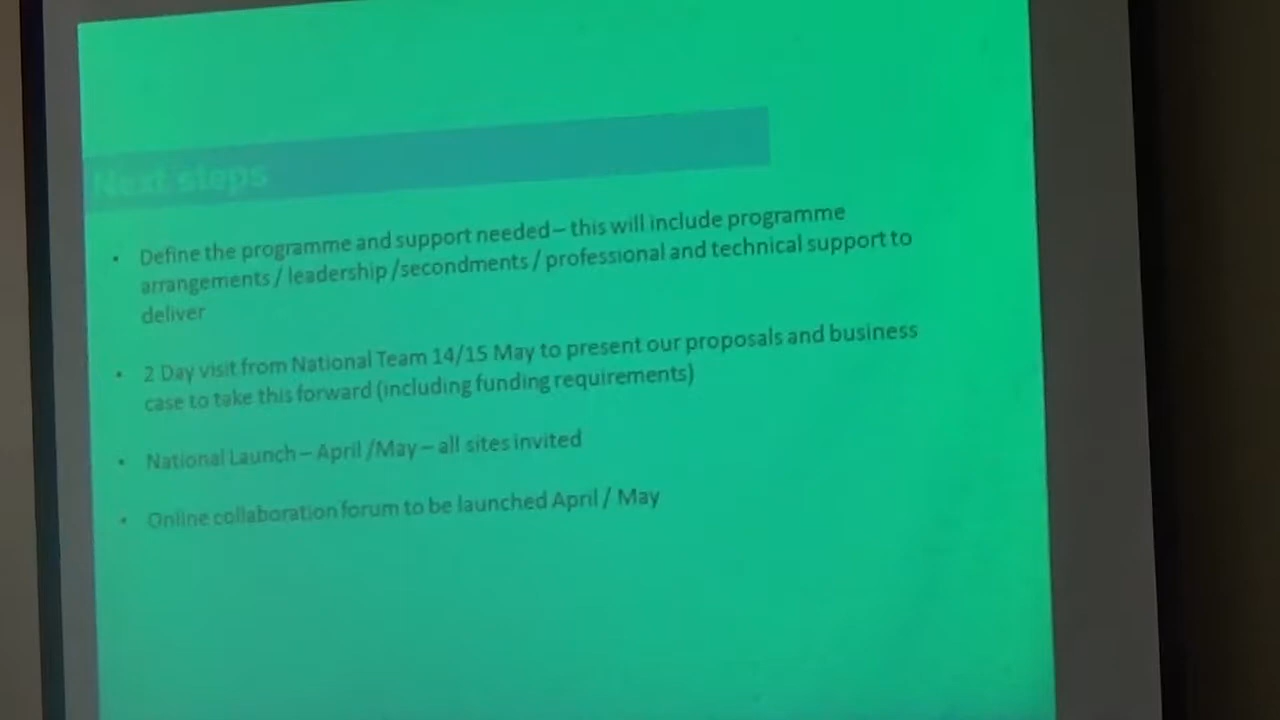 Next steps
• Define the programme and support needed – this will include programme
arrangements / leadership /secondments / professional and technical support to
deliver
• 2 Day visit from National Team 14/15 May to present our proposals and business
case to take this forward (including funding requirements)
• National Launch – April /May – all sites invited
• Online collaboration forum to be launched April / May